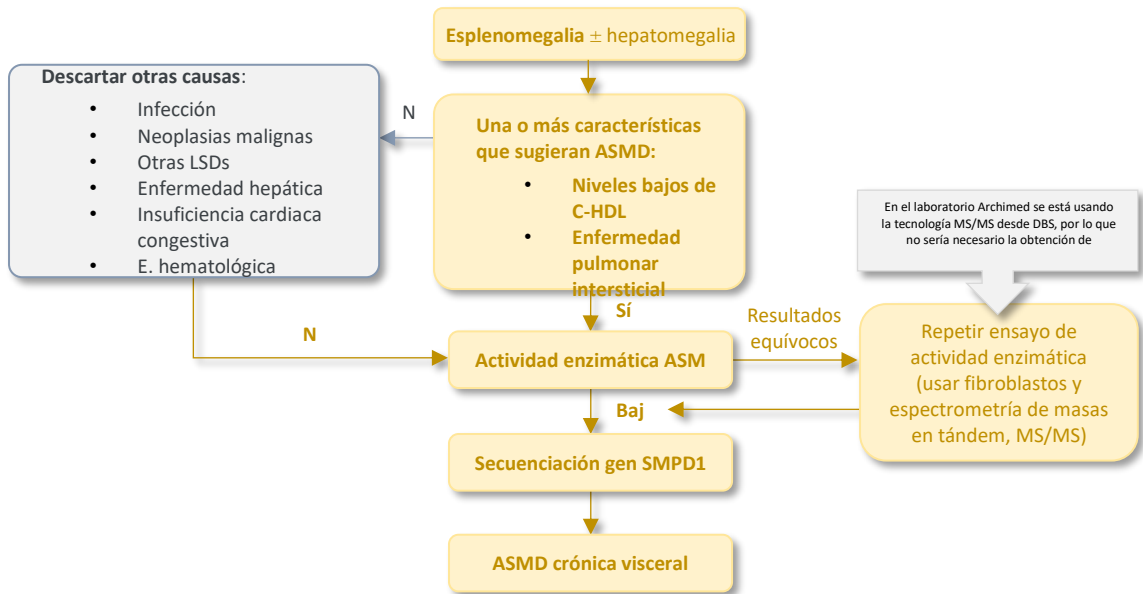 Esplenomegalia ± hepatomegalia
Descartar otras causas:
• Infección
• Neoplasias malignas
• Otras LSDs
• Enfermedad hepática
• Insuficiencia cardiaca
congestiva
• E. hematológica
N
Una o más características
que sugieran ASMD:
• Niveles bajos de
C-HDL
• Enfermedad
pulmonar
intersticial
En el laboratorio Archimed se está usando
la tecnología MS/MS desde DBS, por lo que
no sería necesario la obtención de
Sí
N
Actividad enzimática ASM
Resultados
equívocos
Repetir ensayo de
actividad enzimática
(usar fibroblastos y
espectrometría de masas
en tándem, MS/MS)
Baj
Secuenciación gen SMPD1
ASMD crónica visceral